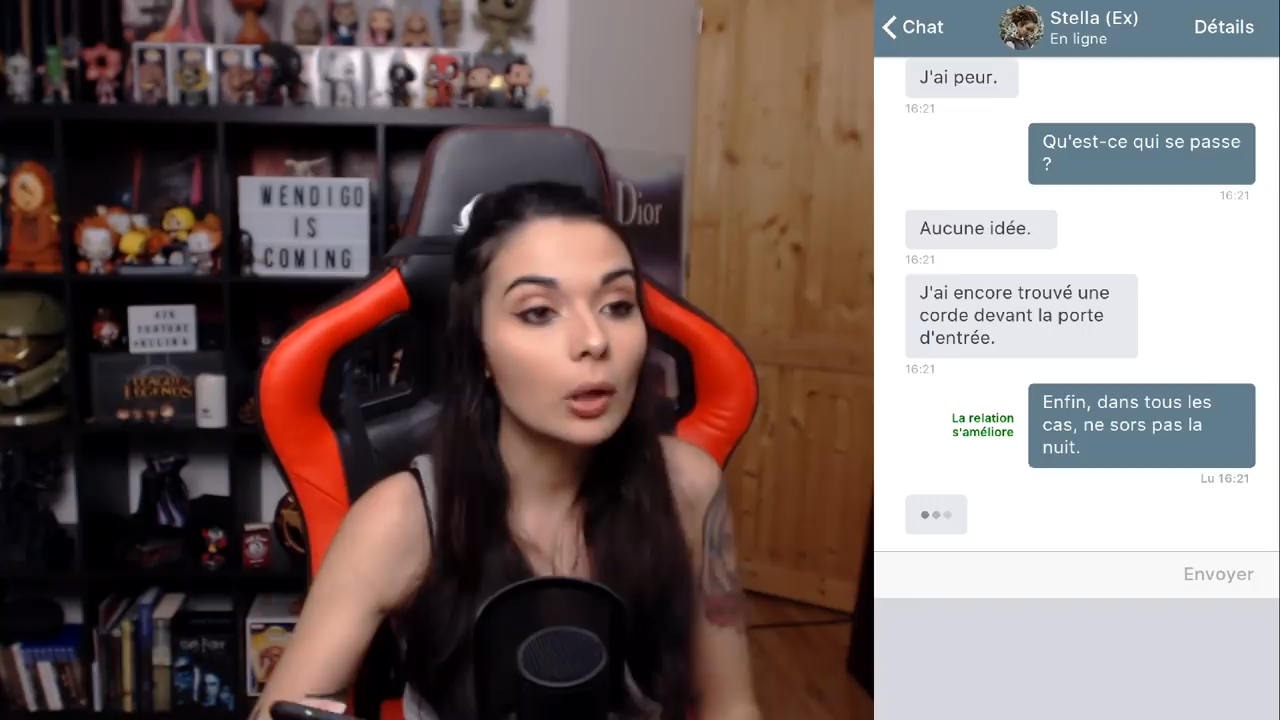 WENDIGO
IS
COMING
Dior
LEAGUE OF
LEGENDS
Chat
Stella (Ex)
En ligne
Détails
J'ai peur.
16:21
Qu'est-ce qui se passe
?
16:21
Aucune idée.
16:21
J'ai encore trouvé une
corde devant la porte
d'entrée.
16:21
La relation
s'améliore
Enfin, dans tous les
cas, ne sors pas la
nuit.
Lu 16:21
Envoyer